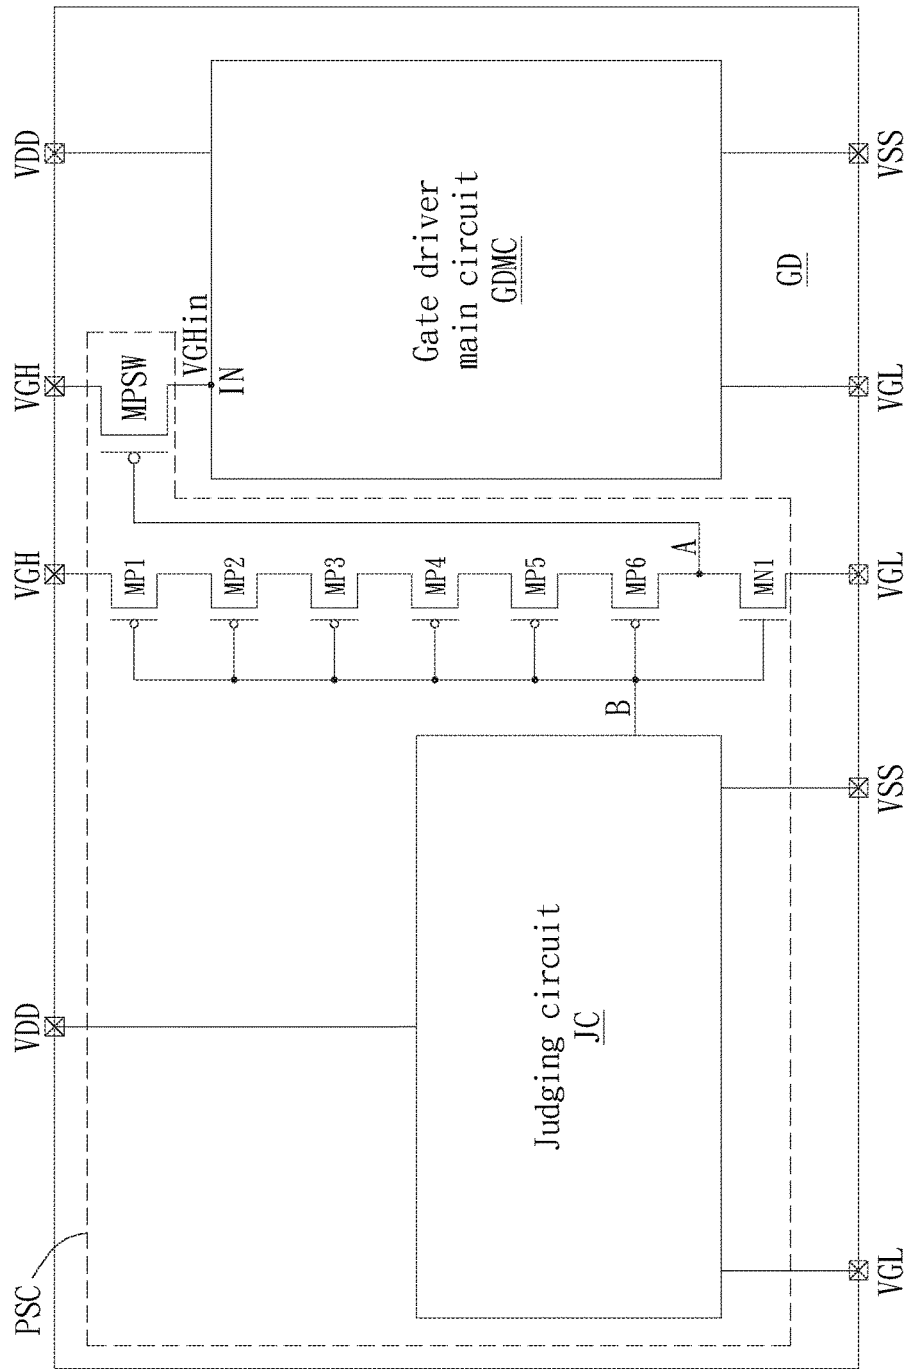 PSC
VDD
VGH
VGH
VDD
MPSW
VGHin
IN
MP1
MP2
MP3
MP4
MP5
MP6
MN1
A
B
Judging circuit
JC
Gate driver
main circuit
GDMC
GD
VGL
VSS
VGL
VGL
VSS